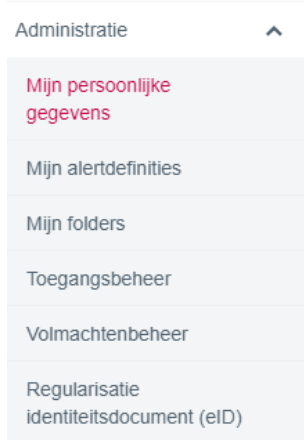 Administratie
Mijn persoonlijke
gegevens
Mijn alertdefinities
Mijn folders
Toegangsbeheer
Volmachtenbeheer
Regularisatie
identiteitsdocument (eID)